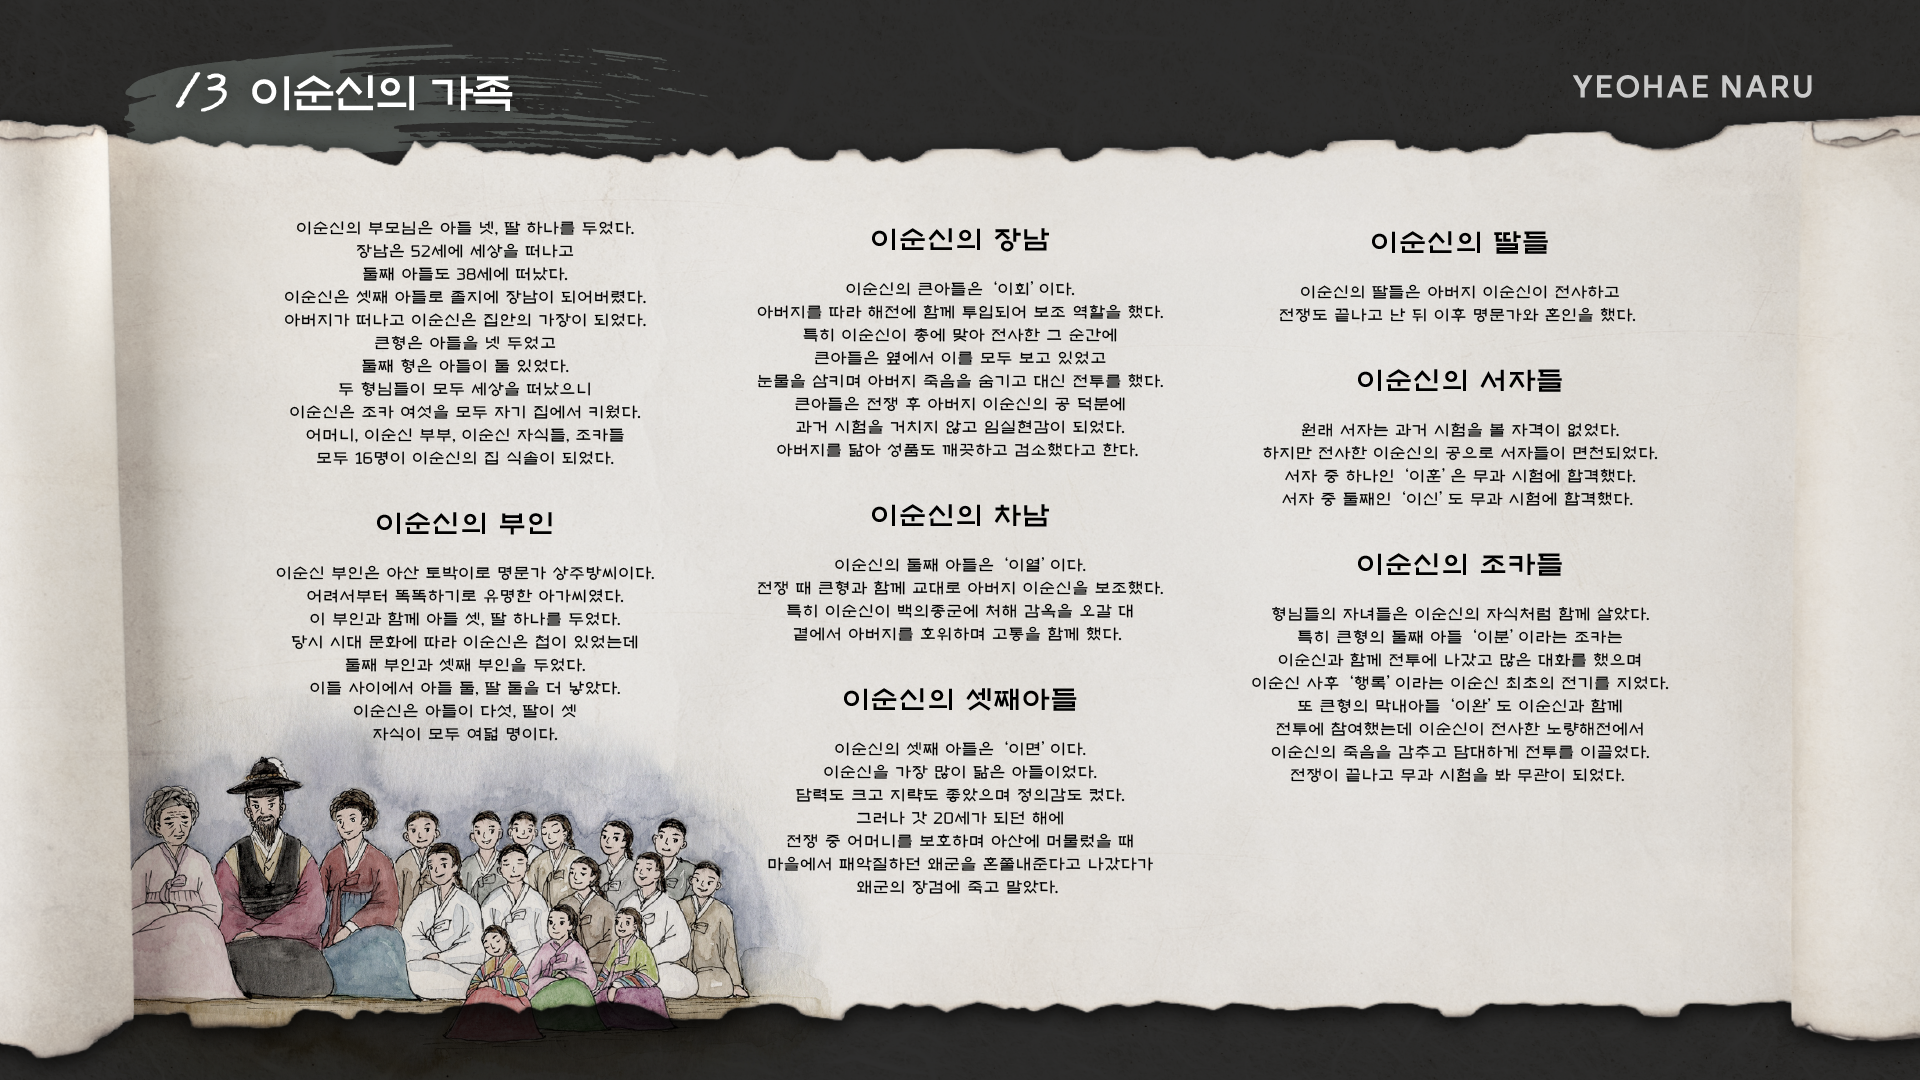 13 이순신의 가족
YEOHAE NARU
이순신의 부모님은 아들 넷, 딸 하나를 두었다.
장남은 52세에 세상을 떠나고
둘째 아들도 38세에 떠났다.
이순신은 셋째 아들로 졸지에 장남이 되어버렸다.
아버지가 떠나고 이순신은 집안의 가장이 되었다.
큰형은 아들을 넷 두었고
둘째 형은 아들이 둘 있었다.
두 형님들이 모두 세상을 떠났으니
이순신은 조카 여섯을 모두 자기 집에서 키웠다.
어머니, 이순신 부부, 이순신 자식들, 조카들
모두 16명이 이순신의 집 식솔이 되었다.
이순신의 부인
이순신 부인은 아산 토박이로 명문가 상주방씨이다.
어려서부터 똑똑하기로 유명한 아가씨였다.
이 부인과 함께 아들 셋, 딸 하나를 두었다.
당시 시대 문화에 따라 이순신은 첩이 있었는데
둘째 부인과 셋째 부인을 두었다.
이들 사이에서 아들 둘, 딸 둘을 더 낳았다.
이순신은 아들이 다섯, 딸이 셋
자식이 모두 여덟 명이다.
이순신의 장남
이순신의 큰아들은 ‘이회’이다.
아버지를 따라 해전에 함께 투입되어 보조 역할을 했다.
특히 이순신이 총에 맞아 전사한 그 순간에
큰아들은 옆에서 이를 모두 보고 있었고
눈물을 삼키며 아버지 죽음을 숨기고 대신 전투를 했다.
큰아들은 전쟁 후 아버지 이순신의 공 덕분에
과거 시험을 거치지 않고 임실현감이 되었다.
아버지를 닮아 성품도 깨끗하고 검소했다고 한다.
이순신의 차남
이순신의 둘째 아들은 ‘이열’이다.
전쟁 때 큰형과 함께 교대로 아버지 이순신을 보조했다.
특히 이순신이 백의종군에 처해 감옥을 오갈 대
곁에서 아버지를 호위하며 고통을 함께 했다.
이순신의 셋째아들
이순신의 셋째 아들은 ‘이면’이다.
이순신을 가장 많이 닮은 아들이었다.
담력도 크고 지략도 좋았으며 정의감도 컸다.
그러나 갓 20세가 되던 해에
전쟁 중 어머니를 보호하며 아산에 머물렀을 때
마을에서 패악질하던 왜군을 혼쭐내준다고 나갔다가
왜군의 장검에 죽고 말았다.
이순신의 딸들
이순신의 딸들은 아버지 이순신이 전사하고
전쟁도 끝나고 난 뒤 이후 명문가와 혼인을 했다.
이순신의 서자들
원래 서자는 과거 시험을 볼 자격이 없었다.
하지만 전사한 이순신의 공으로 서자들이 면천되었다.
서자 중 하나인 ‘이훈’은 무과 시험에 합격했다.
서자 중 둘째인 ‘이신’도 무과 시험에 합격했다.
이순신의 조카들
형님들의 자녀들은 이순신의 자식처럼 함께 살았다.
특히 큰형의 둘째 아들 ‘이분’이라는 조카는
이순신과 함께 전투에 나갔고 많은 대화를 했으며
이순신 사후 ‘행록’이라는 이순신 최초의 전기를 지었다.
또 큰형의 막내아들 ‘이완’도 이순신과 함께
전투에 참여했는데 이순신이 전사한 노량해전에서
이순신의 죽음을 감추고 담대하게 전투를 이끌었다.
전쟁이 끝나고 무과 시험을 봐 무관이 되었다.